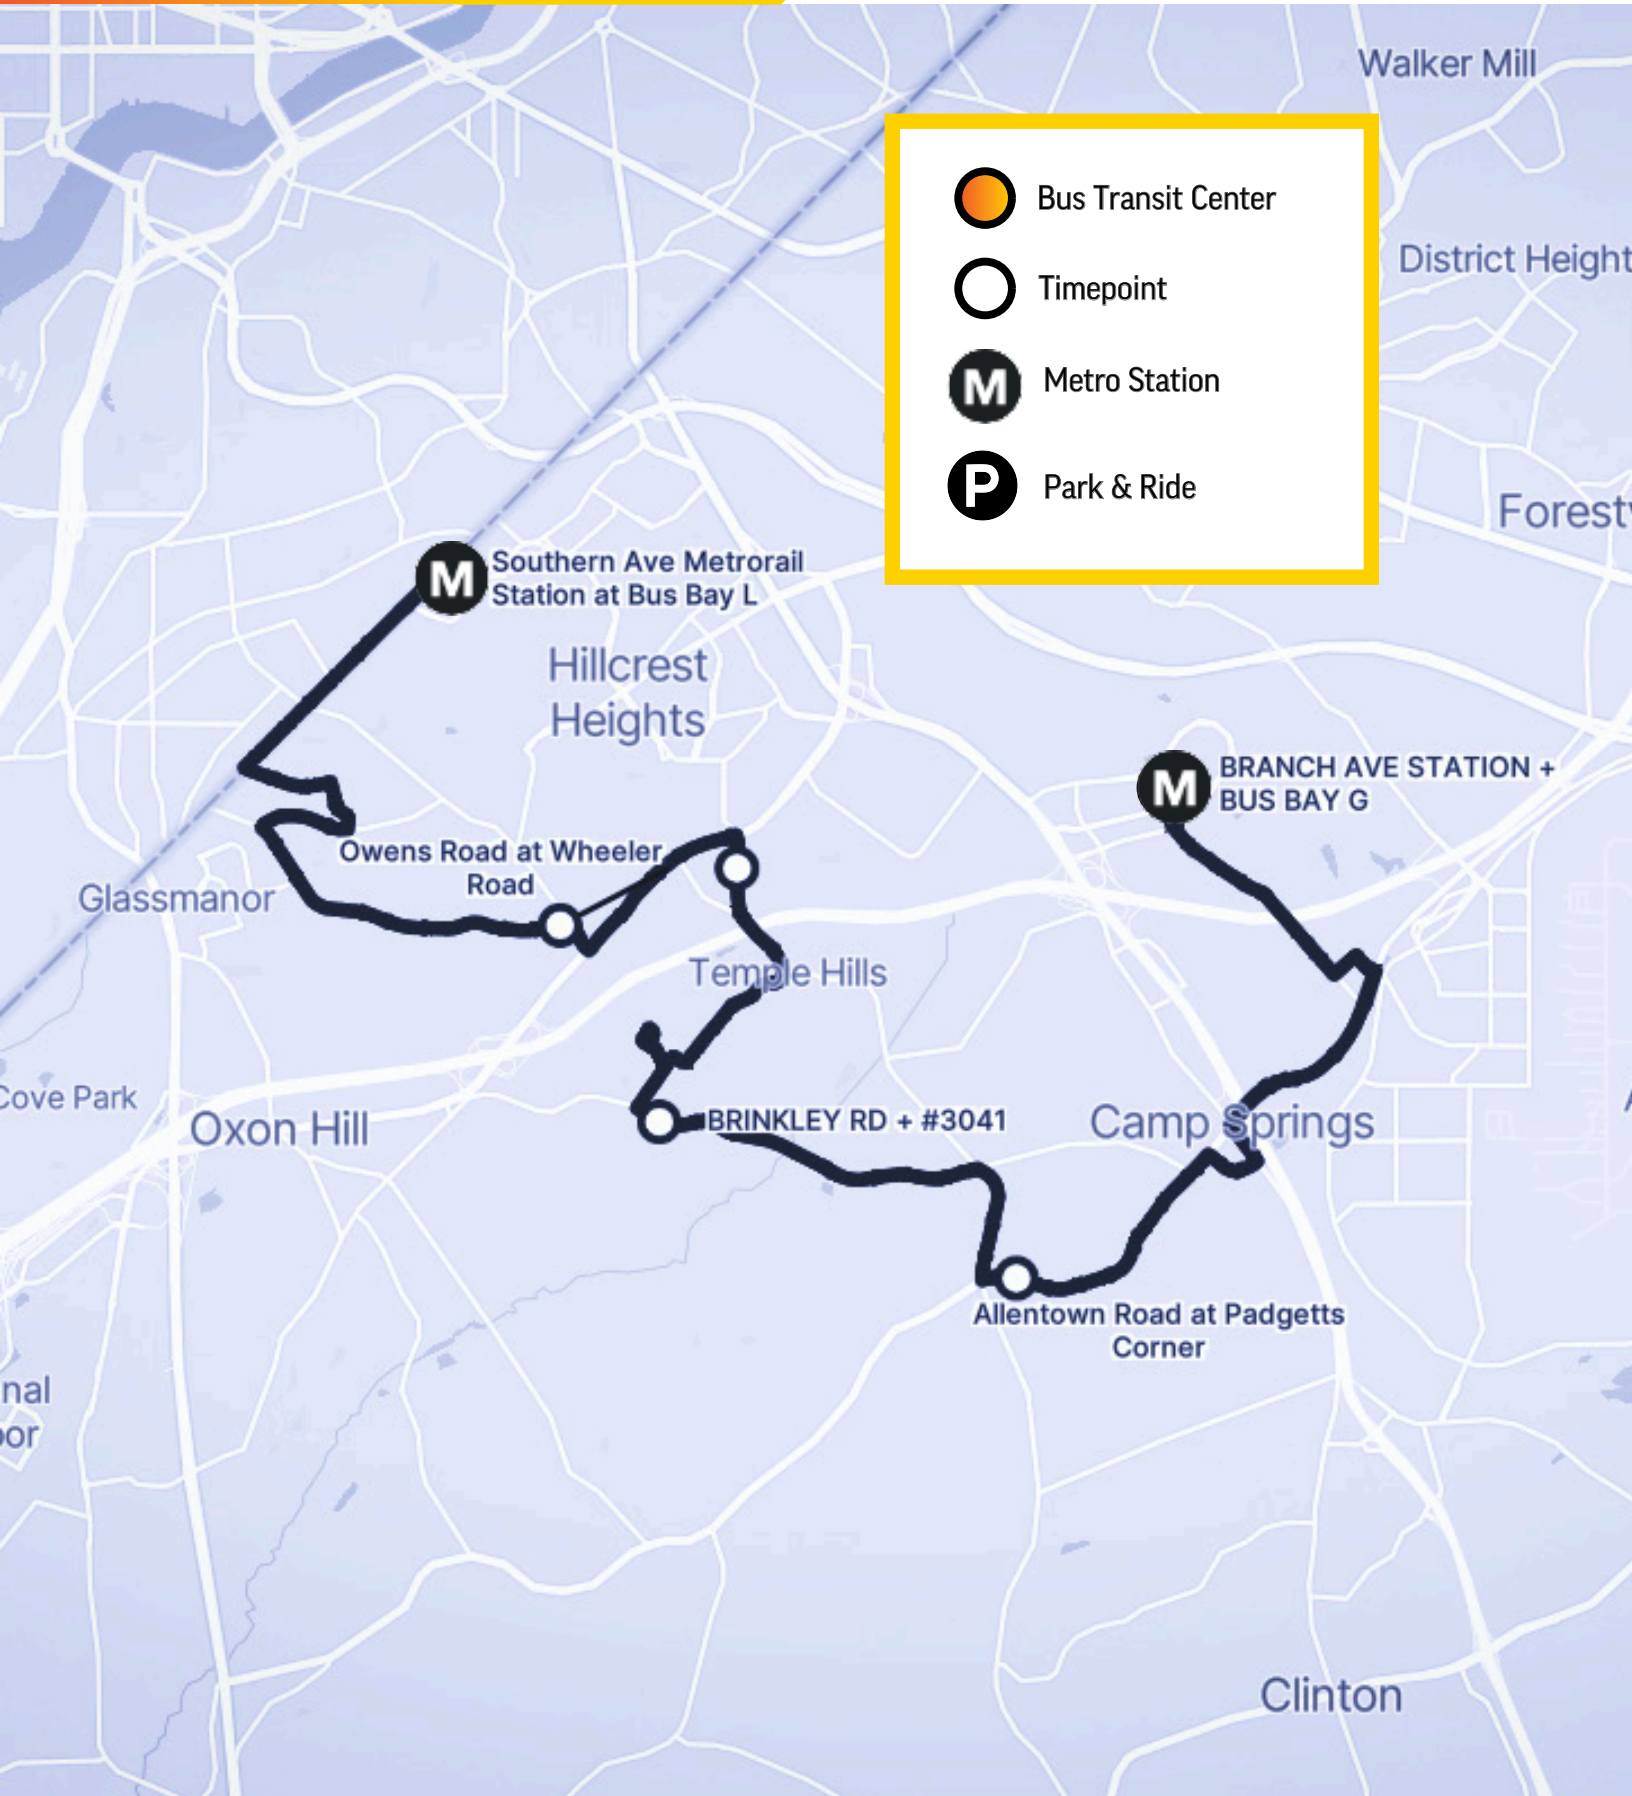 Walker Mill
Bus Transit Center
District Height
Timepoint
M
Metro Station
P
Park & Ride
Forest
M
Southern Ave Metrorail
Station at Bus Bay L
Hillcrest
Heights
M
BRANCH AVE STATION +
BUS BAY G
Owens Road at Wheeler
Road
Glassmanor
Temple Hills
Cove Park
Oxon Hill
BRINKLEY RD + #3041
Camp Springs
Allentown Road at Padgetts
Corner
nal
oor
Clinton